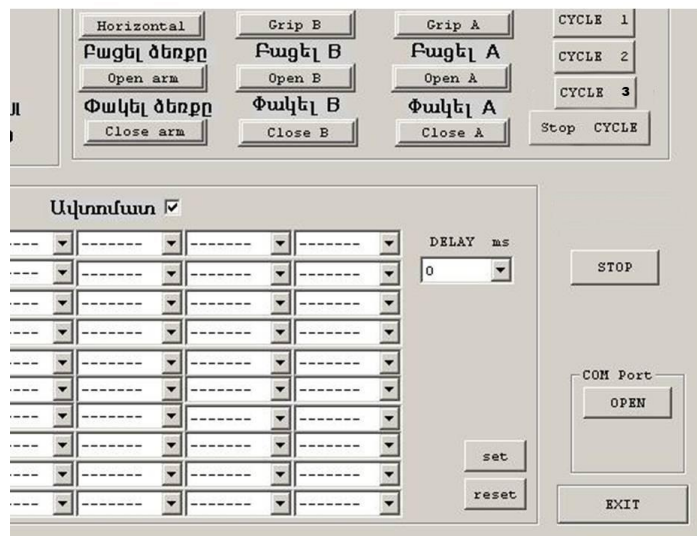 Horizontal Grip B Grip A CYCLE 1
Բացել ձեռքը Բացել B Բացել A
Open arm Open B Open A CYCLE 2
Փակել ձեռքը Փակել B Փակել A CYCLE 3
Close arm Close B Close A Stop CYCLE
Ավտոմատ
DELAY ms
0
STOP
COM Port
OPEN
set
reset
EXIT